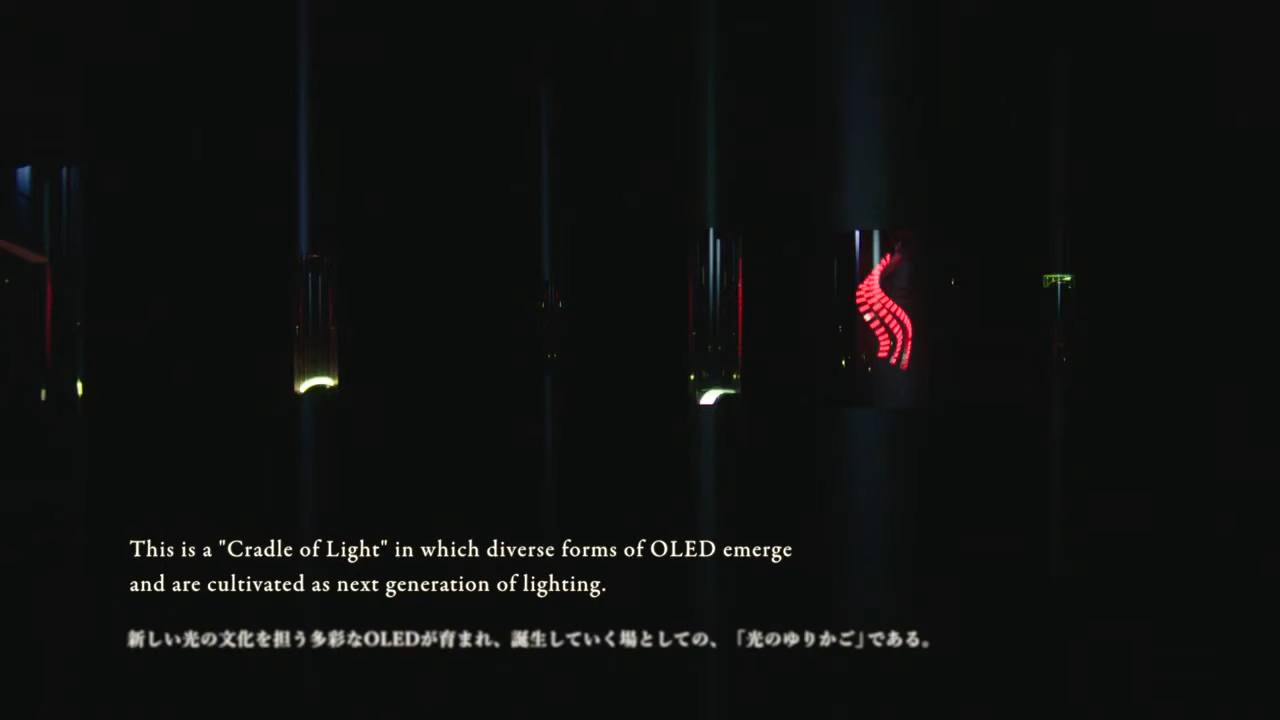 This is a "Cradle of Light" in which diverse forms of OLED emerge
and are cultivated as next generation of lighting.
新しい光の文化を担う多彩なOLEDが育まれ、誕生していく場としての、「光のゆりかご」である。